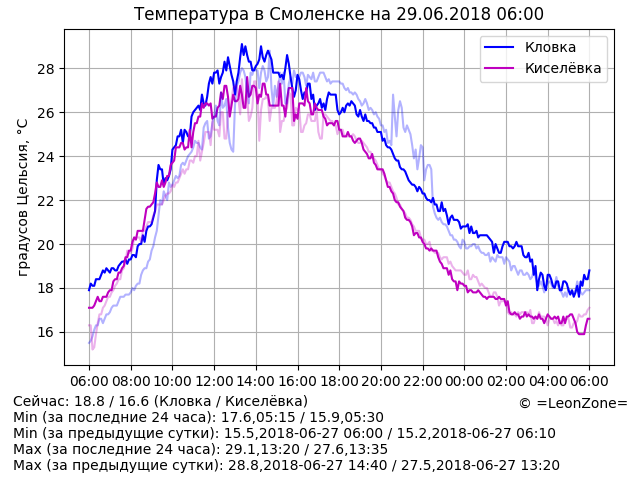 Температура в Смоленске на 29.06.2018 06:00
Кловка
Киселёвка
градусов Цельсия, °C
28
26
24
22
20
18
16
06:00 08:00 10:00 12:00 14:00 16:00 18:00 20:00 22:00 00:00 02:00 04:00 06:00
Сейчас: 18.8 / 16.6 (Кловка / Киселёвка)
© =LeonZone=
Min (за последние 24 часа): 17.6,05:15 / 15.9,05:30
Min (за предыдущие сутки): 15.5,2018-06-27 06:00 / 15.2,2018-06-27 06:10
Max (за последние 24 часа): 29.1,13:20 / 27.6,13:35
Max (за предыдущие сутки): 28.8,2018-06-27 14:40 / 27.5,2018-06-27 13:20